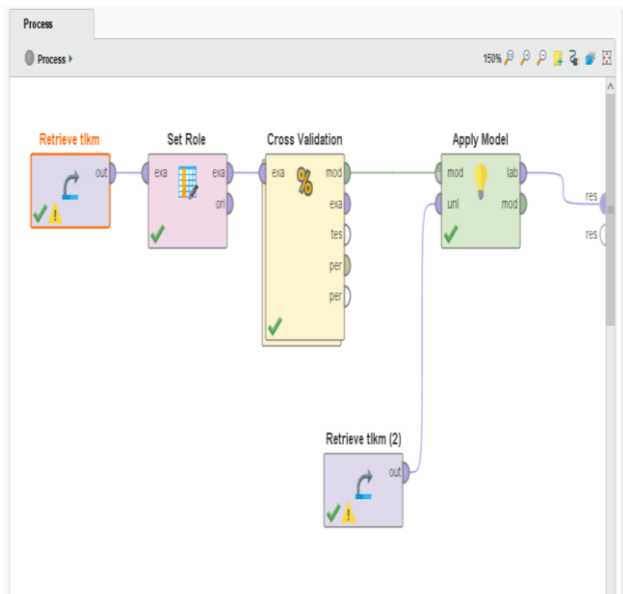 Process
Process
150%
Retrieve tlkm
out
Set Role
exa
exa
ori
Cross Validation
exa
mod
exa
tes
per
per
Apply Model
mod
unl
lab
mod
res
res
Retrieve tlkm (2)
out